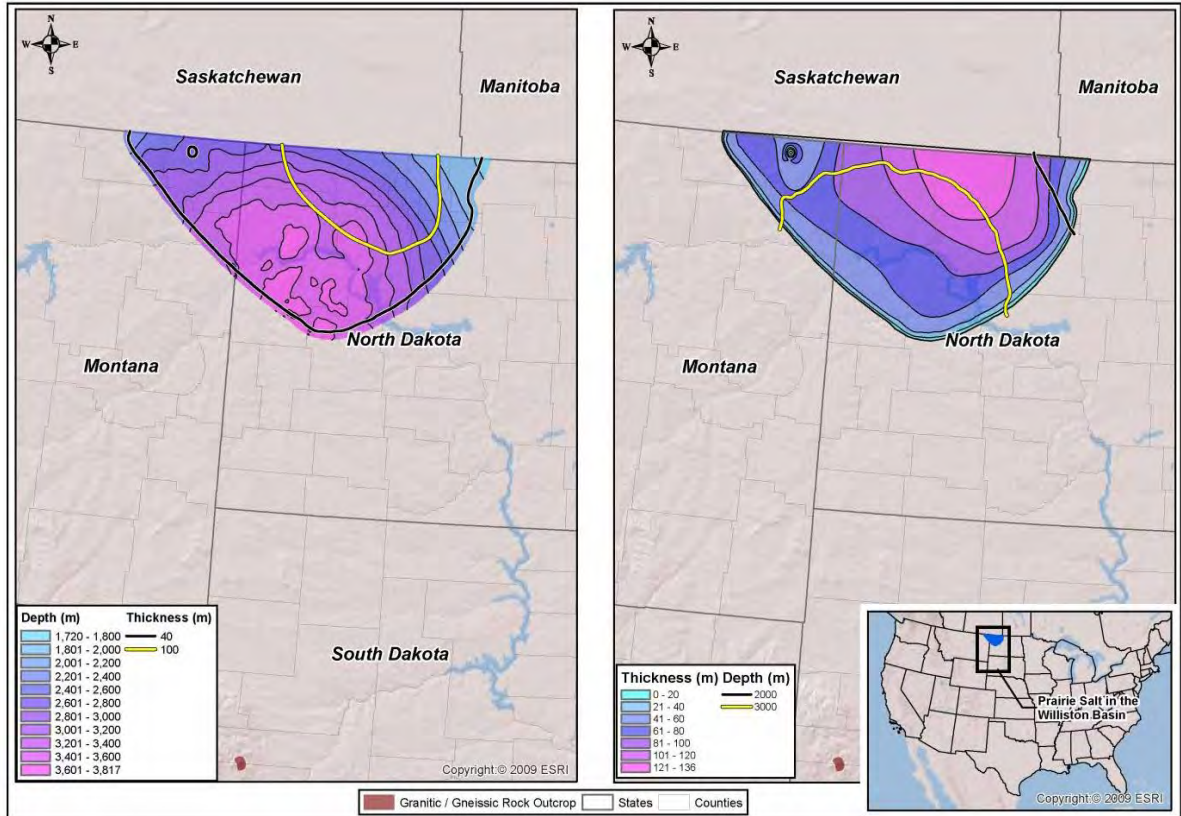 N
W E
S
Saskatchewan
Manitoba
Montana
North Dakota
South Dakota
Depth (m) Thickness (m)
1,720 - 1,800 40
1,801 - 2,000 100
2,001 - 2,200
2,201 - 2,400
2,401 - 2,600
2,601 - 2,800
2,801 - 3,000
3,001 - 3,200
3,201 - 3,400
3,401 - 3,600
3,601 - 3,817
Copyright:© 2009 ESRI
N
W E
S
Saskatchewan
Manitoba
Montana
North Dakota
Thickness (m) Depth (m)
0 - 20 2000
21 - 40 3000
41 - 60
61 - 80
81 - 100
101 - 120
121 - 136
Prairie Salt in the
Williston Basin
Copyright:© 2009 ESRI
Granitic / Gneissic Rock Outcrop States Counties